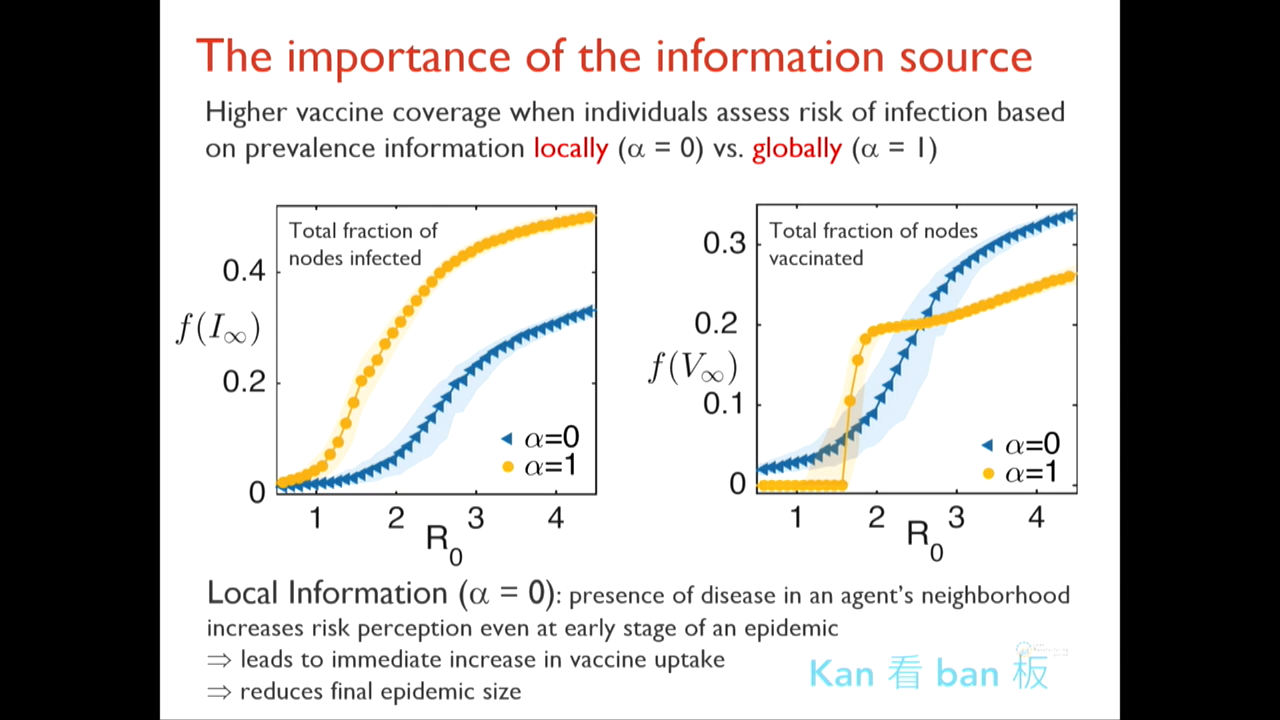 The importance of the information source
Higher vaccine coverage when individuals assess risk of infection based
on prevalence information locally (α = 0) vs. globally (α = 1)
Total fraction of
nodes infected
0.4
f(I∞)
0.2
0
α=0
α=1
1 2 3 4
R0
Total fraction of nodes
vaccinated
0.3
0.2
f(V∞)
0.1
0
α=0
α=1
1 2 3 4
R0
Local Information (α = 0): presence of disease in an agent's neighborhood
increases risk perception even at early stage of an epidemic
⇒ leads to immediate increase in vaccine uptake
⇒ reduces final epidemic size
Kan 看 ban 板